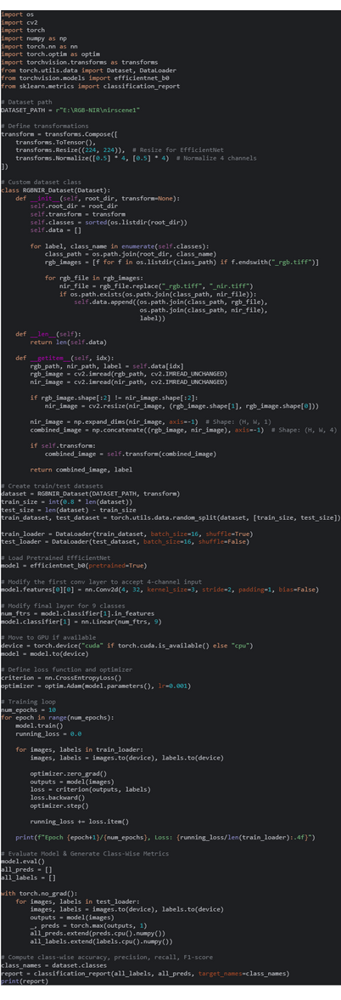 import os
import cv2
import torch
import numpy as np
import torch.nn as nn
import torch.optim as optim
import torchvision.transforms as transforms
from torch.utils.data import Dataset, DataLoader
from torchvision.models import efficientnet_b0
from sklearn.metrics import classification_report

# Dataset path
DATASET_PATH = r"E:\RGB-NIR\nirscene1"

# Define transformations
transform = transforms.Compose([
    transforms.ToTensor(),
    transforms.Resize((224, 224)),  # Resize for EfficientNet
    transforms.Normalize([0.5] * 4, [0.5] * 4)  # Normalize 4 channels
])

# Custom dataset class
class RGBNIR_Dataset(Dataset):
    def __init__(self, root_dir, transform=None):
        self.root_dir = root_dir
        self.transform = transform
        self.classes = sorted(os.listdir(root_dir))
        self.data = []

        for label, class_name in enumerate(self.classes):
            class_path = os.path.join(root_dir, class_name)
            rgb_images = [f for f in os.listdir(class_path) if f.endswith("_rgb.tiff")]

            for rgb_file in rgb_images:
                nir_file = rgb_file.replace("_rgb.tiff", "_nir.tiff")
                if os.path.exists(os.path.join(class_path, nir_file)):
                    self.data.append((os.path.join(class_path, rgb_file),
                                      os.path.join(class_path, nir_file),
                                      label))

    def __len__(self):
        return len(self.data)

    def __getitem__(self, idx):
        rgb_path, nir_path, label = self.data[idx]
        rgb_image = cv2.imread(rgb_path, cv2.IMREAD_UNCHANGED)
        nir_image = cv2.imread(nir_path, cv2.IMREAD_UNCHANGED)

        if rgb_image.shape[:2] != nir_image.shape[:2]:
            nir_image = cv2.resize(nir_image, (rgb_image.shape[1], rgb_image.shape[0]))

        nir_image = np.expand_dims(nir_image, axis=-1)  # Shape: (H, W, 1)
        combined_image = np.concatenate((rgb_image, nir_image), axis=-1)  # Shape: (H, W, 4)

        if self.transform:
            combined_image = self.transform(combined_image)

        return combined_image, label

# Create train/test datasets
dataset = RGBNIR_Dataset(DATASET_PATH, transform)
train_size = int(0.8 * len(dataset))
test_size = len(dataset) - train_size
train_dataset, test_dataset = torch.utils.data.random_split(dataset, [train_size, test_size])

train_loader = DataLoader(train_dataset, batch_size=16, shuffle=True)
test_loader = DataLoader(test_dataset, batch_size=16, shuffle=False)

# Load Pretrained EfficientNet
model = efficientnet_b0(pretrained=True)

# Modify the first conv layer to accept 4-channel input
model.features[0][0] = nn.Conv2d(4, 32, kernel_size=3, stride=2, padding=1, bias=False)

# Modify final layer for 9 classes
num_ftrs = model.classifier[1].in_features
model.classifier[1] = nn.Linear(num_ftrs, 9)

# Move to GPU if available
device = torch.device("cuda" if torch.cuda.is_available() else "cpu")
model = model.to(device)

# Define loss function and optimizer
criterion = nn.CrossEntropyLoss()
optimizer = optim.Adam(model.parameters(), lr=0.001)

# Training loop
num_epochs = 10
for epoch in range(num_epochs):
    model.train()
    running_loss = 0.0

    for images, labels in train_loader:
        images, labels = images.to(device), labels.to(device)

        optimizer.zero_grad()
        outputs = model(images)
        loss = criterion(outputs, labels)
        loss.backward()
        optimizer.step()

        running_loss += loss.item()

    print(f"Epoch {epoch+1}/{num_epochs}, Loss: {running_loss/len(train_loader):.4f}")

# Evaluate Model & Generate Class-Wise Metrics
model.eval()
all_preds = []
all_labels = []

with torch.no_grad():
    for images, labels in test_loader:
        images, labels = images.to(device), labels.to(device)
        outputs = model(images)
        _, preds = torch.max(outputs, 1)
        all_preds.extend(preds.cpu().numpy())
        all_labels.extend(labels.cpu().numpy())

# Compute class-wise accuracy, precision, recall, F1-score
class_names = dataset.classes
report = classification_report(all_labels, all_preds, target_names=class_names)
print(report)